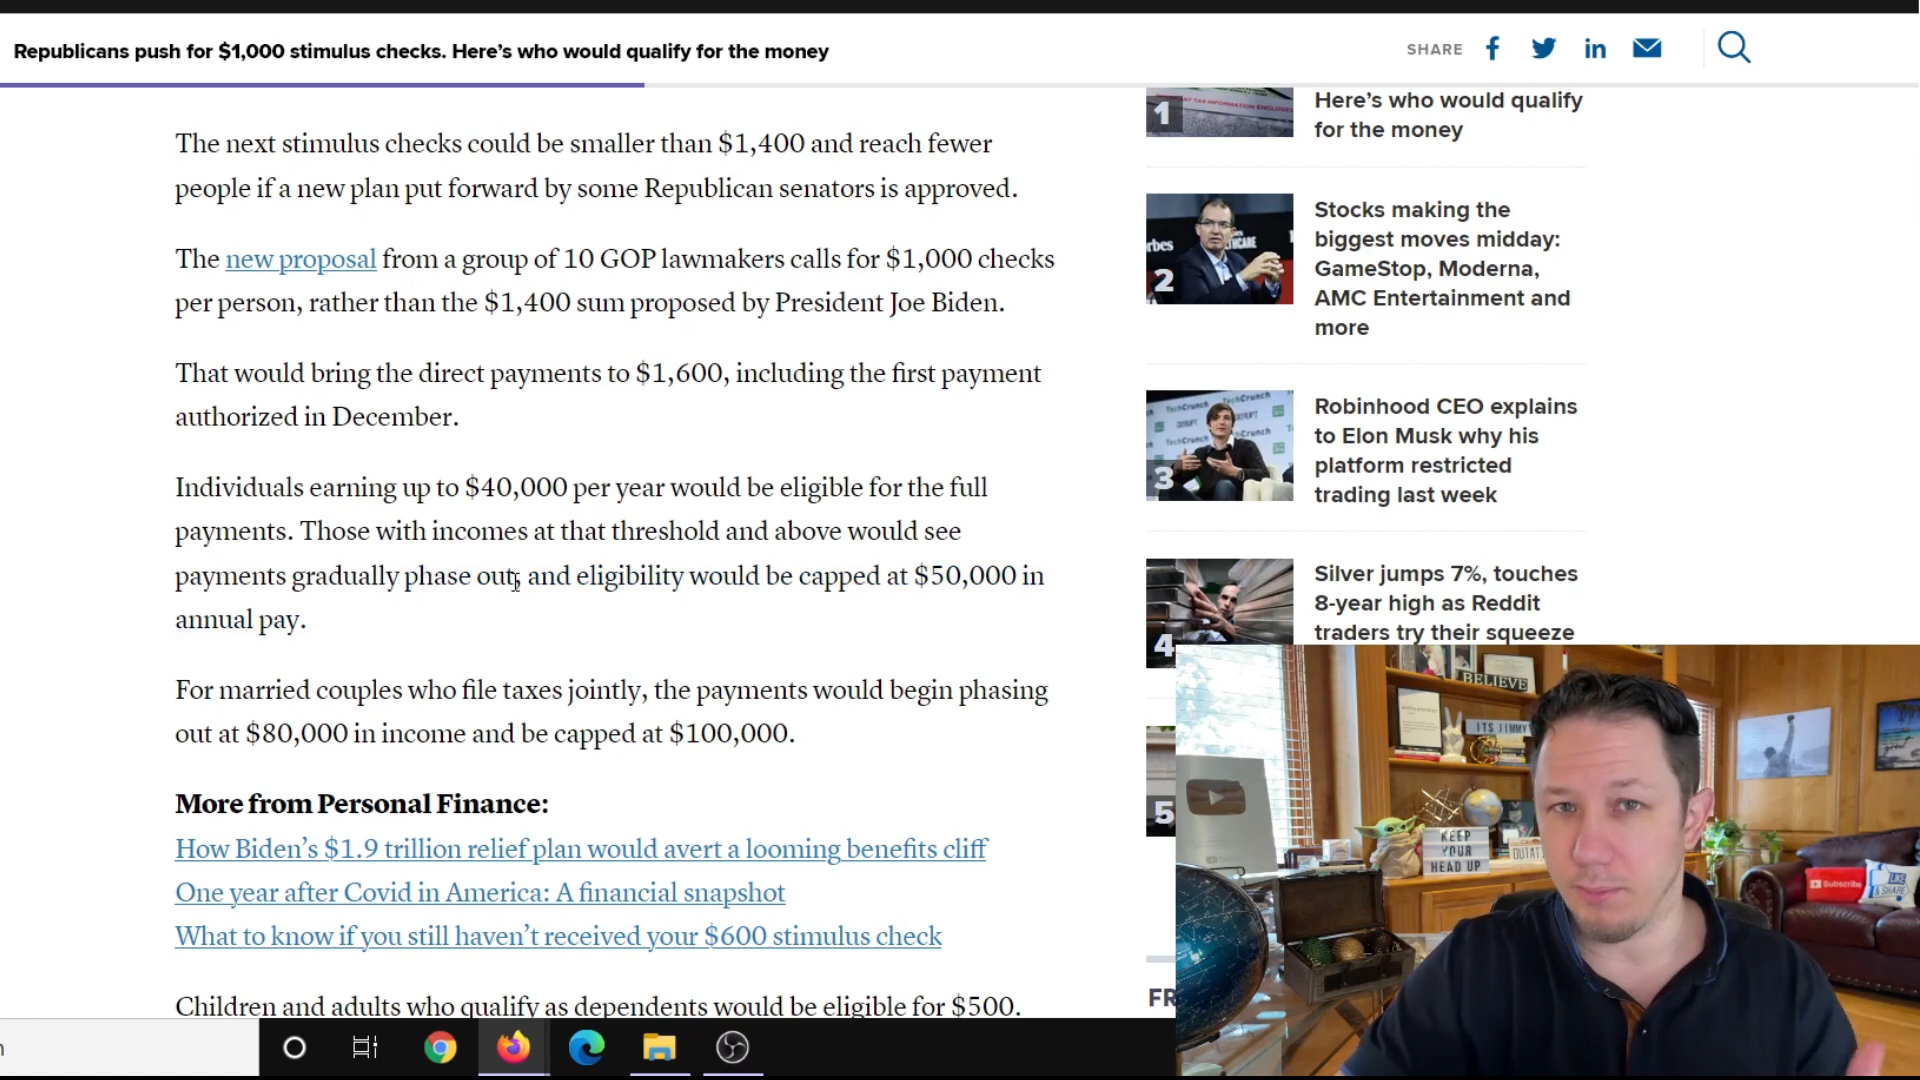 Republicans push for $1,000 stimulus checks. Here's who would qualify for the money
SHARE
The next stimulus checks could be smaller than $1,400 and reach fewer
people if a new plan put forward by some Republican senators is approved.
The new proposal from a group of 10 GOP lawmakers calls for $1,000 checks
per person, rather than the $1,400 sum proposed by President Joe Biden.
That would bring the direct payments to $1,600, including the first payment
authorized in December.
Individuals earning up to $40,000 per year would be eligible for the full
payments. Those with incomes at that threshold and above would see
payments gradually phase out, and eligibility would be capped at $50,000 in
annual pay.
For married couples who file taxes jointly, the payments would begin phasing
out at $80,000 in income and be capped at $100,000.
More from Personal Finance:
How Biden's $1.9 trillion relief plan would avert a looming benefits cliff
One year after Covid in America: A financial snapshot
What to know if you still haven't received your $600 stimulus check
Children and adults who qualify as dependents would be eligible for $500.
1
Here's who would qualify
for the money
2
Stocks making the
biggest moves midday:
GameStop, Moderna,
AMC Entertainment and
more
TechCrunch
3
Robinhood CEO explains
to Elon Musk why his
platform restricted
trading last week
4
Silver jumps 7%, touches
8-year high as Reddit
traders try their squeeze
5
FR
BELIEVE
ITS JIMMY
KEEP
YOUR
HEAD UP
Subscribe
LIKE
SHARE